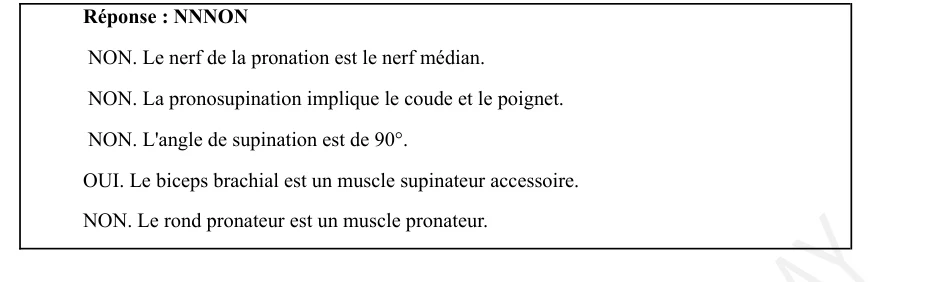 Réponse : NNNON
NON. Le nerf de la pronation est le nerf médian.
NON. La pronosupination implique le coude et le poignet.
NON. L'angle de supination est de 90°.
OUI. Le biceps brachial est un muscle supinateur accessoire.
NON. Le rond pronateur est un muscle pronateur.
AY